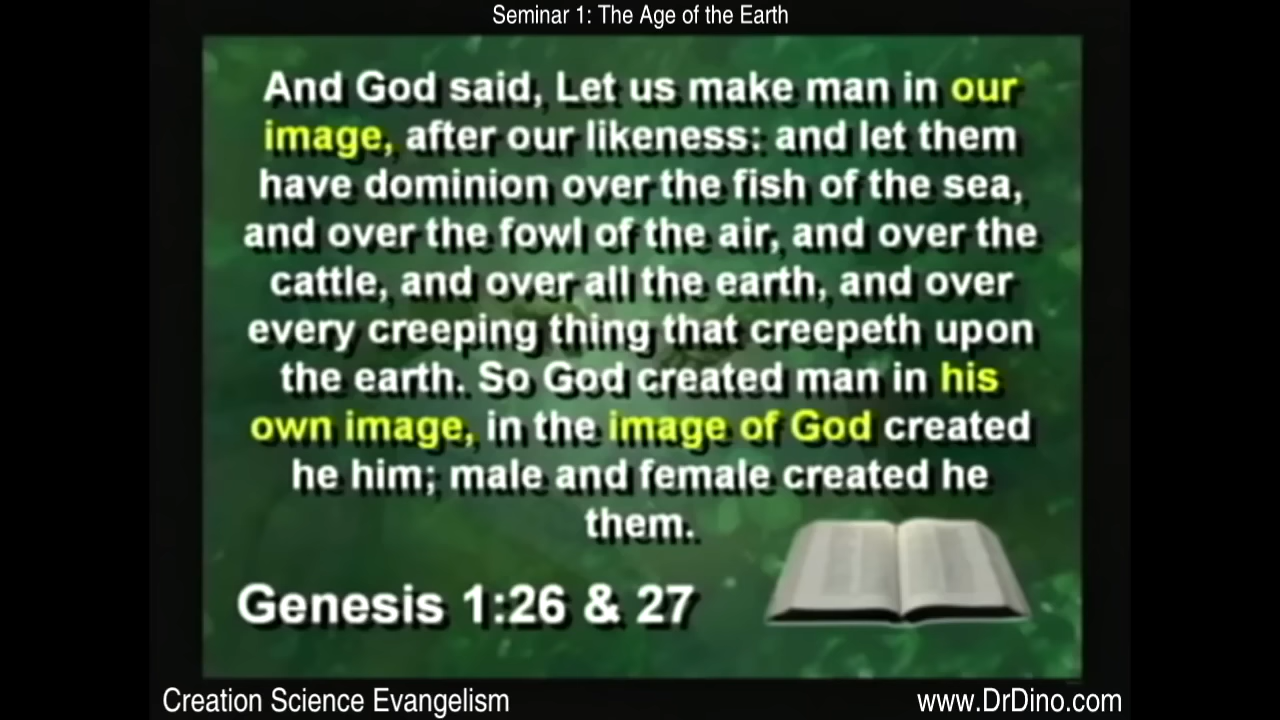 Seminar 1: The Age of the Earth
And God said, Let us make man in our
image, after our likeness: and let them
have dominion over the fish of the sea,
and over the fowl of the air, and over the
cattle, and over all the earth, and over
every creeping thing that creepeth upon
the earth. So God created man in his
own image, in the image of God created
he him; male and female created he
them.
Genesis 1:26 & 27
Creation Science Evangelism
www.DrDino.com